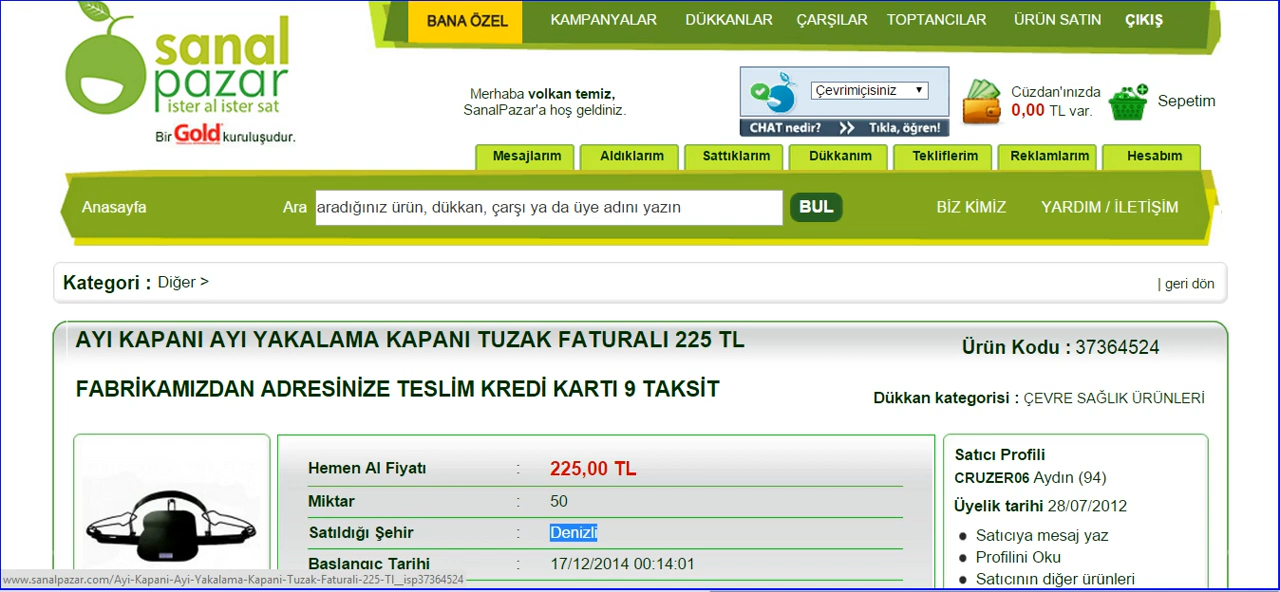 BANA ÖZEL KAMPANYALAR DÜKKANLAR ÇARŞILAR TOPTANCILAR ÜRÜN SATIN ÇIKIŞ
sanal
pazar
ister al ister sat
Bir Gold kuruluşudur.
Merhaba volkan temiz,
SanalPazar'a hoş geldiniz.
Çevrimiçisiniz
CHAT nedir? >> Tıkla, öğren!
Cüzdan'ınızda
0,00 TL var.
Sepetim
Mesajlarım Aldıklarım Sattıklarım Dükkanım Tekliflerim Reklamlarım Hesabım
Anasayfa Ara aradığınız ürün, dükkan, çarşı ya da üye adını yazın BUL BİZ KİMİZ YARDIM / İLETİŞİM
Kategori : Diğer > | geri dön
AYI KAPANI AYI YAKALAMA KAPANI TUZAK FATURALI 225 TL
Ürün Kodu : 37364524
FABRİKAMIZDAN ADRESİNİZE TESLİM KREDİ KARTI 9 TAKSİT
Dükkan kategorisi : ÇEVRE SAĞLIK ÜRÜNLERİ
Hemen Al Fiyatı : 225,00 TL
Miktar : 50
Satıldığı Şehir : Denizli
Başlangıç Tarihi : 17/12/2014 00:14:01
Satıcı Profili
CRUZER06 Aydın (94)
Üyelik tarihi 28/07/2012
Satıcıya mesaj yaz
Profilini Oku
Satıcının diğer ürünleri
www.sanalpazar.com/Ayi-Kapani-Ayi-Yakalama-Kapani-Tuzak-Faturali-225-Tl__isp37364524